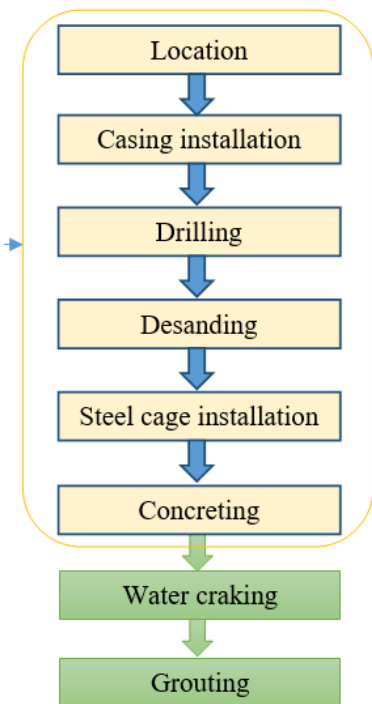 Location
Casing installation
Drilling
Desanding
Steel cage installation
Concreting
Water craking
Grouting